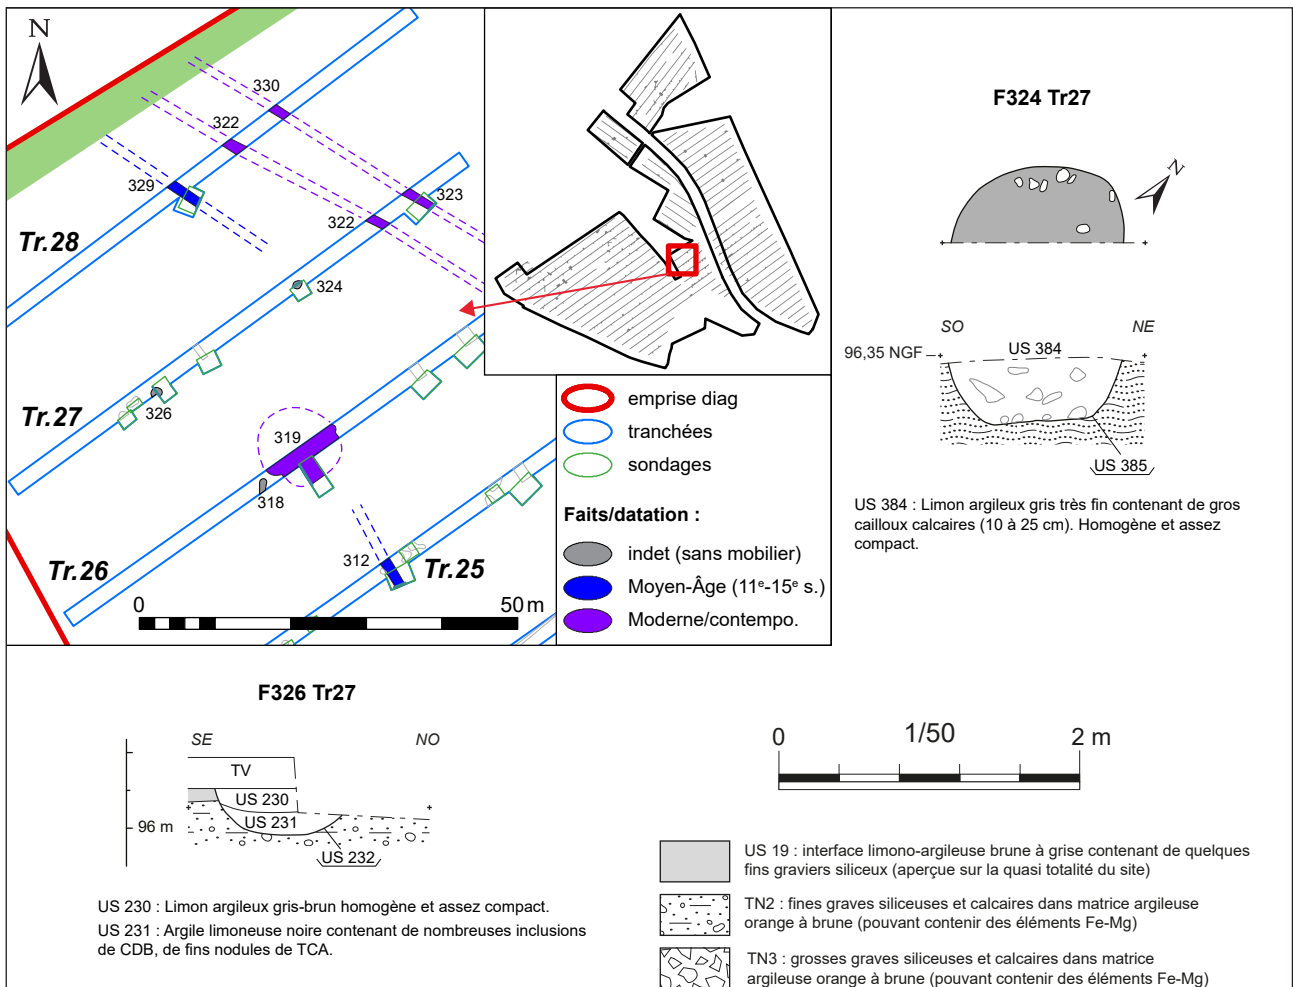 N
330
322
329
323
322
Tr.28
324
326
Tr.27
319
318
312
Tr.25
Tr.26
0
50 m
emprise diag
tranchées
sondages
Faits/datation :
indet (sans mobilier)
Moyen-Âge (11e-15e s.)
Moderne/contempo.
F324 Tr27
N
SO
NE
96,35 NGF
US 384
US 385
US 384 : Limon argileux gris très fin contenant de gros
cailloux calcaires (10 à 25 cm). Homogène et assez
compact.
F326 Tr27
SE
NO
TV
US 230
US 231
96 m
US 232
US 230 : Limon argileux gris-brun homogène et assez compact.
US 231 : Argile limoneuse noire contenant de nombreuses inclusions
de CDB, de fins nodules de TCA.
0
1/50
2 m
US 19 : interface limono-argileuse brune à grise contenant de quelques
fins graviers siliceux (aperçue sur la quasi totalité du site)
TN2 : fines graves siliceuses et calcaires dans matrice argileuse
orange à brune (pouvant contenir des éléments Fe-Mg)
TN3 : grosses graves siliceuses et calcaires dans matrice
argileuse orange à brune (pouvant contenir des éléments Fe-Mg)